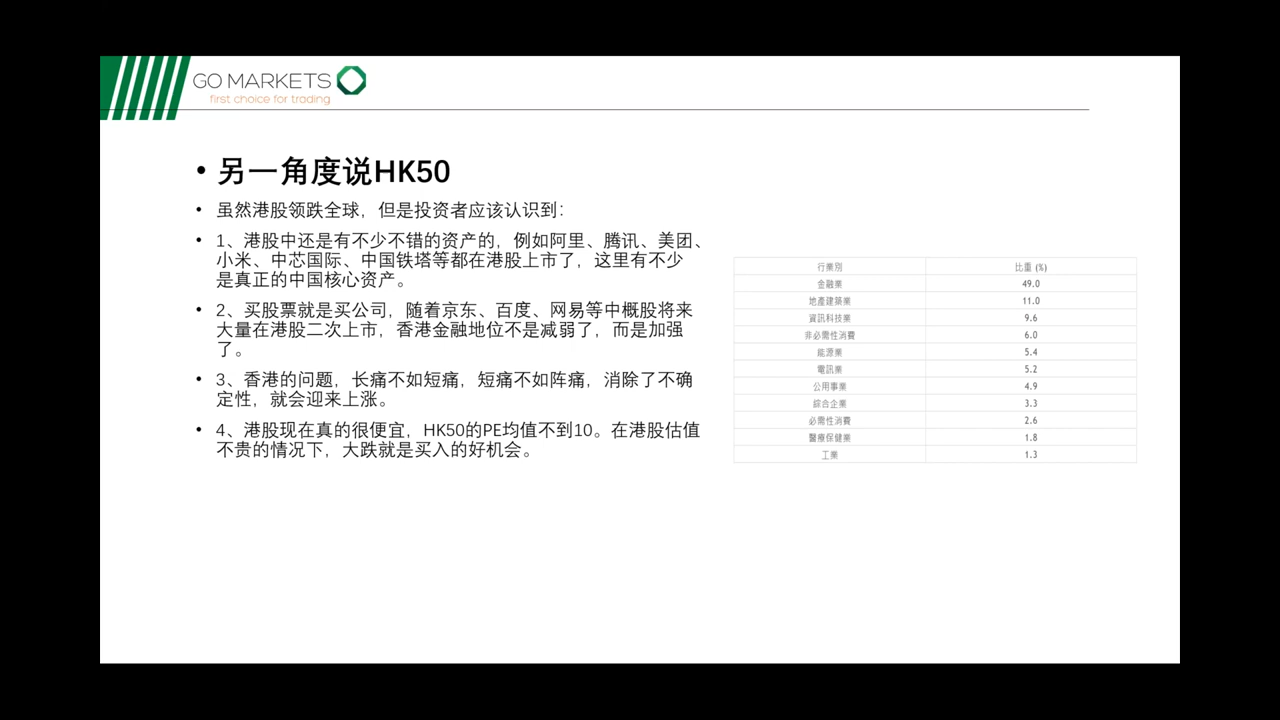 GO MARKETS
first choice for trading
• 另一角度说HK50
• 虽然港股领跌全球，但是投资者应该认识到：
• 1、港股中还是有不少不错的资产的，例如阿里、腾讯、美团、
小米、中芯国际、中国铁塔等都在港股上市了，这里有不少
是真正的中国核心资产。
• 2、买股票就是买公司，随着京东、百度、网易等中概股将来
大量在港股二次上市，香港金融地位不是减弱了，而是加强
了。
• 3、香港的问题，长痛不如短痛，短痛不如阵痛，消除了不确
定性，就会迎来上涨。
• 4、港股现在真的很便宜，HK50的PE均值不到10。在港股估值
不贵的情况下，大跌就是买入的好机会。
行業別 比重 (%)
金融業 49.0
地產建築業 11.0
資訊科技業 9.6
非必需性消費 6.0
能源業 5.4
電訊業 5.2
公用事業 4.9
綜合企業 3.3
必需性消費 2.6
醫療保健業 1.8
工業 1.3